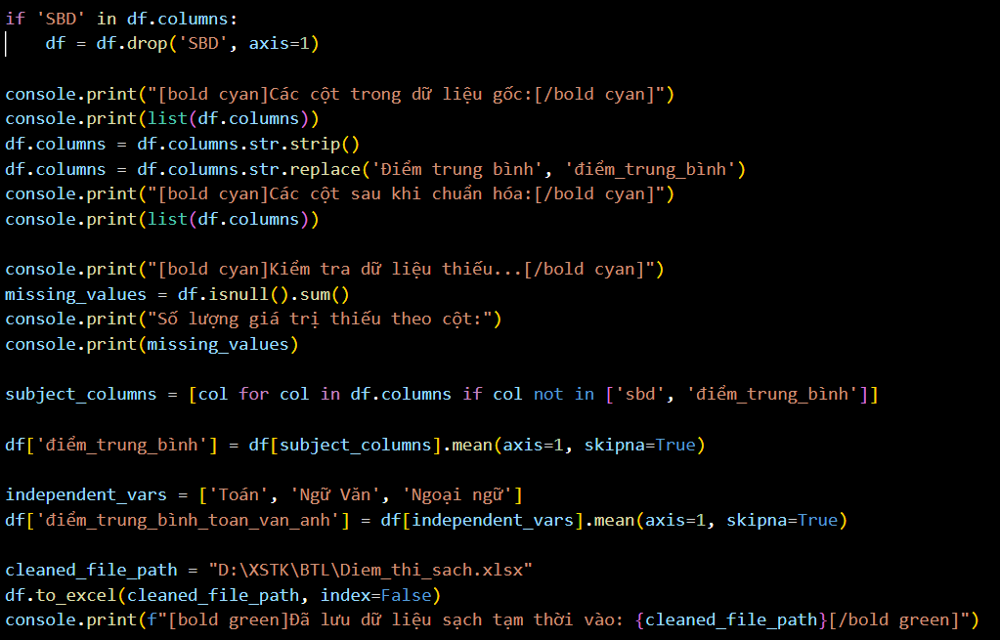 if 'SBD' in df.columns:
    df = df.drop('SBD', axis=1)
console.print("[bold cyan]Các cột trong dữ liệu gốc:[/bold cyan]")
console.print(list(df.columns))
df.columns = df.columns.str.strip()
df.columns = df.columns.str.replace('Điểm trung bình', 'điểm_trung_bình')
console.print("[bold cyan]Các cột sau khi chuẩn hóa:[/bold cyan]")
console.print(list(df.columns))
console.print("[bold cyan]Kiểm tra dữ liệu thiếu...[/bold cyan]")
missing_values = df.isnull().sum()
console.print("Số lượng giá trị thiếu theo cột:")
console.print(missing_values)
subject_columns = [col for col in df.columns if col not in ['sbd', 'điểm_trung_bình']]
df['điểm_trung_bình'] = df[subject_columns].mean(axis=1, skipna=True)
independent_vars = ['Toán', 'Ngữ Văn', 'Ngoại ngữ']
df['điểm_trung_bình_toan_van_anh'] = df[independent_vars].mean(axis=1, skipna=True)
cleaned_file_path = "D:\XSTK\BTL\Diem_thi_sach.xlsx"
df.to_excel(cleaned_file_path, index=False)
console.print(f"[bold green]Đã lưu dữ liệu sạch tạm thời vào: {cleaned_file_path}[/bold green]")